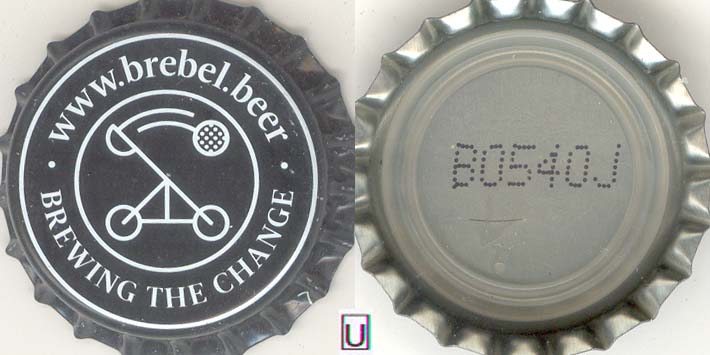 www.brebel.beer
BREWING THE CHANGE
B0540J
U